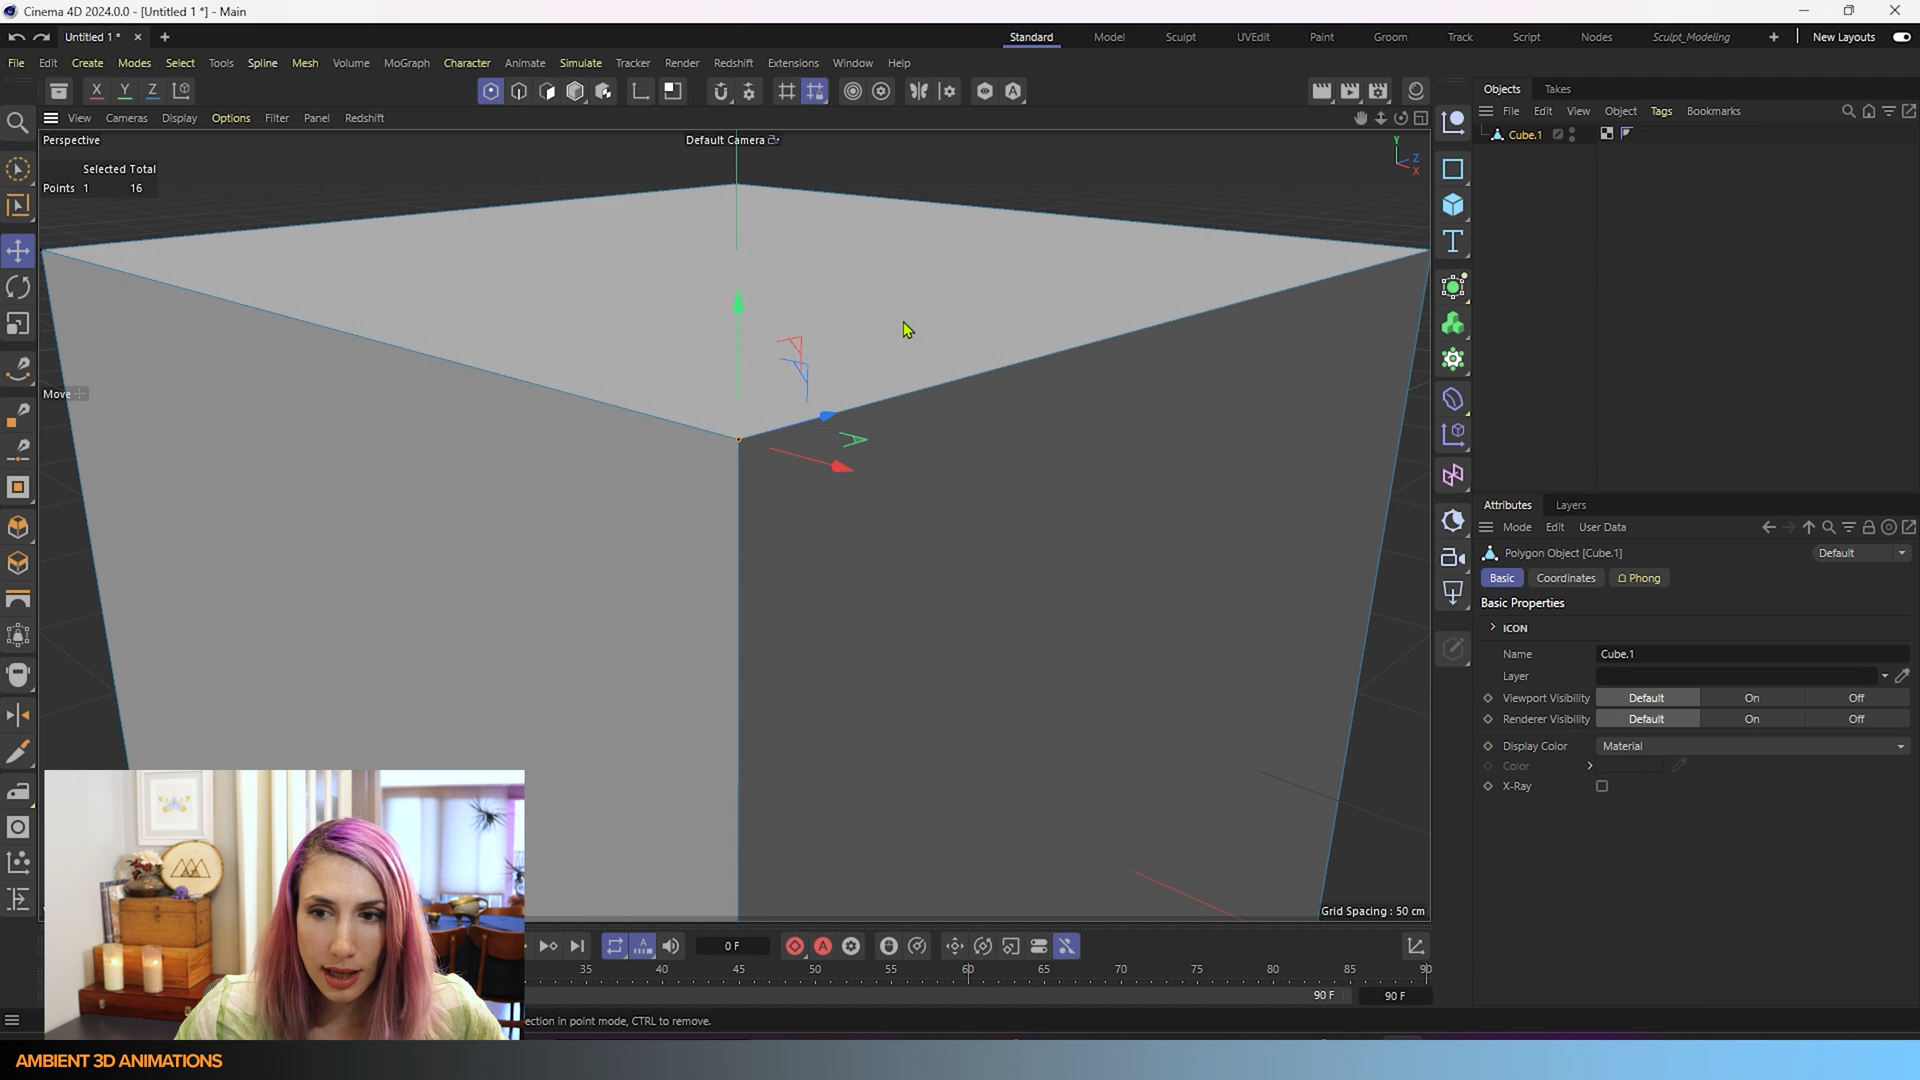 Cinema 4D 2024.0.0 - [Untitled 1 *] - Main
Untitled 1 *
Standard Model Sculpt UVEdit Paint Groom Track Script Nodes Sculpt_Modeling New Layouts
File Edit Create Modes Select Tools Spline Mesh Volume MoGraph Character Animate Simulate Tracker Render Redshift Extensions Window Help
X Y Z
Objects Takes
View Cameras Display Options Filter Panel Redshift
File Edit View Object Tags Bookmarks
Perspective
Default Camera
Cube.1
Y
Z
X
Selected Total
Points 1 16
Move
Attributes Layers
Mode Edit User Data
Polygon Object [Cube.1]
Default
Basic Coordinates Phong
Basic Properties
ICON
Name Cube.1
Layer
Viewport Visibility Default On Off
Renderer Visibility Default On Off
Display Color Material
Color
X-Ray
Grid Spacing : 50 cm
0 F
35 40 45 50 55 60 65 70 75 80 85 90
90 F 90 F
ection in point mode, CTRL to remove.
AMBIENT 3D ANIMATIONS